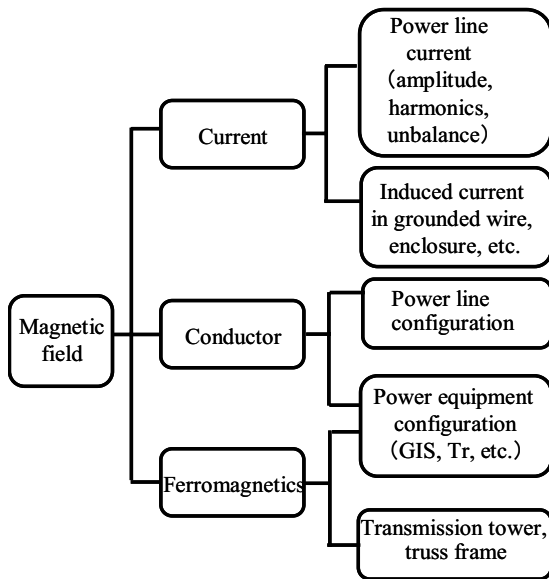 Magnetic
field
Current
Conductor
Ferromagnetics
Power line
current
(amplitude,
harmonics,
unbalance)
Induced current
in grounded wire,
enclosure, etc.
Power line
configuration
Power equipment
configuration
(GIS, Tr, etc.)
Transmission tower,
truss frame